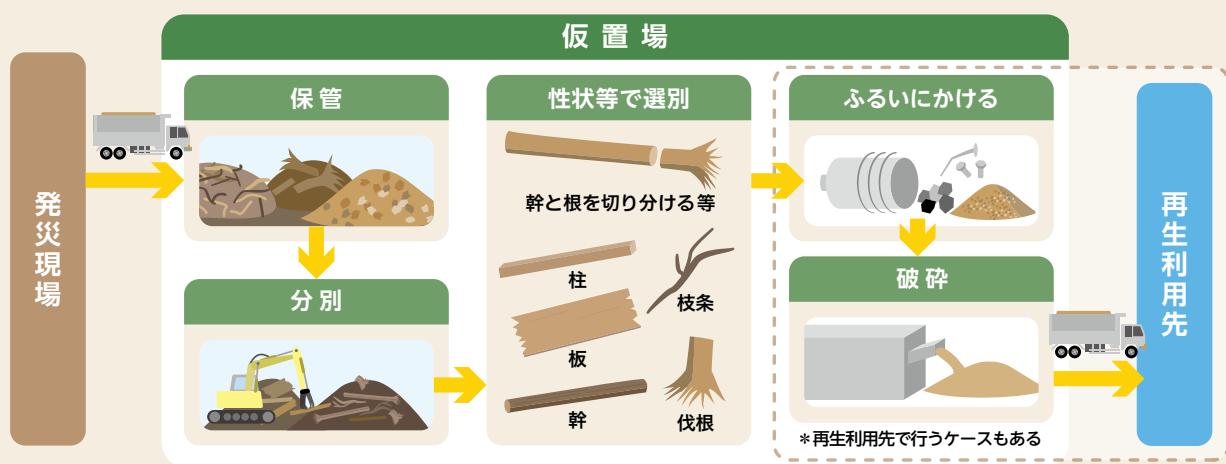 仮置場
発災現場
保管
分別
性状等で選別
幹と根を切り分ける等
柱
枝条
板
幹
伐根
ふるいにかける
破砕
＊再生利用先で行うケースもある
再生利用先